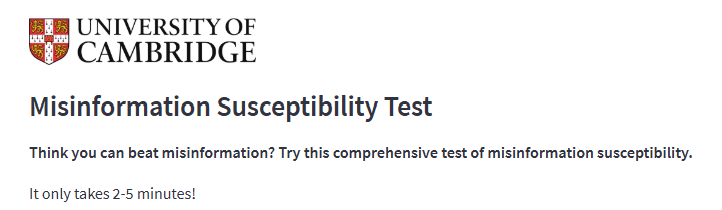 UNIVERSITY OF
CAMBRIDGE
Misinformation Susceptibility Test
Think you can beat misinformation? Try this comprehensive test of misinformation susceptibility.
It only takes 2-5 minutes!